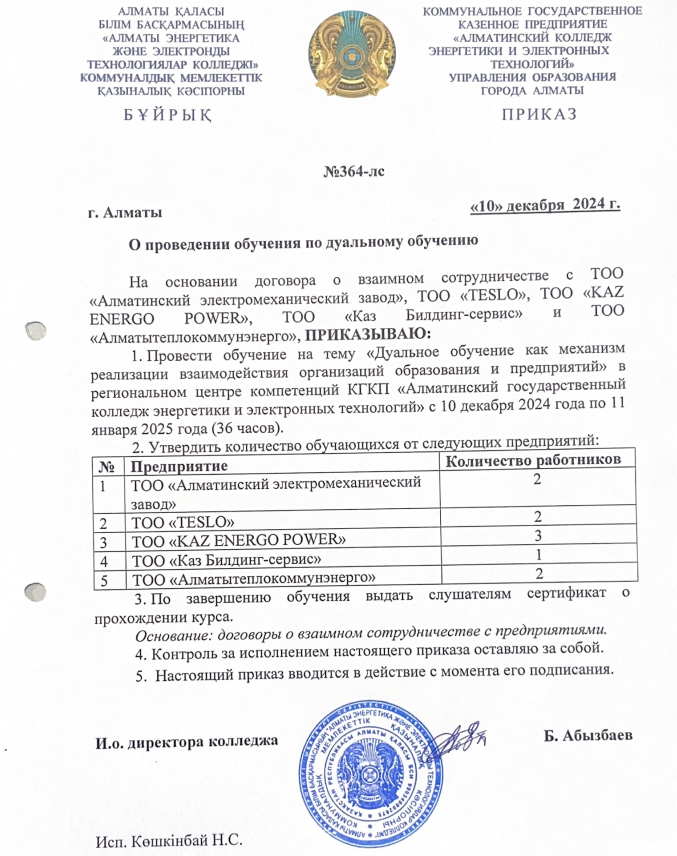 АЛМАТЫ ҚАЛАСЫ
БІЛІМ БАСҚАРМАСЫНЫҢ
«АЛМАТЫ ЭНЕРГЕТИКА
ЖӘНЕ ЭЛЕКТРОНДЫ
ТЕХНОЛОГИЯЛАР КОЛЛЕДЖІ»
КОММУНАЛДЫҚ МЕМЛЕКЕТТІК
ҚАЗЫНАЛЫҚ КӘСІПОРНЫ
БҰЙРЫҚ
КОММУНАЛЬНОЕ ГОСУДАРСТВЕННОЕ
КАЗЕННОЕ ПРЕДПРИЯТИЕ
«АЛМАТИНСКИЙ КОЛЛЕДЖ
ЭНЕРГЕТИКИ И ЭЛЕКТРОННЫХ
ТЕХНОЛОГИЙ»
УПРАВЛЕНИЯ ОБРАЗОВАНИЯ
ГОРОДА АЛМАТЫ
ПРИКАЗ
№364-лс
г. Алматы «10» декабря 2024 г.
О проведении обучения по дуальному обучению
На основании договора о взаимном сотрудничестве с ТОО
«Алматинский электромеханический завод», ТОО «TESLO», ТОО «KAZ
ENERGO POWER», ТОО «Каз Билдинг-сервис» и ТОО
«Алматытеплокоммунэнерго», ПРИКАЗЫВАЮ:
1. Провести обучение на тему «Дуальное обучение как механизм
реализации взаимодействия организаций образования и предприятий» в
региональном центре компетенций КГКП «Алматинский государственный
колледж энергетики и электронных технологий» с 10 декабря 2024 года по 11
января 2025 года (36 часов).
2. Утвердить количество обучающихся от следующих предприятий:
№ Предприятие Количество работников
1 ТОО «Алматинский электромеханический 2
завод»
2 ТОО «TESLO» 2
3 ТОО «KAZ ENERGO POWER» 3
4 ТОО «Каз Билдинг-сервис» 1
5 ТОО «Алматытеплокоммунэнерго» 2
3. По завершению обучения выдать слушателям сертификат о
прохождении курса.
Основание: договоры о взаимном сотрудничестве с предприятиями.
4. Контроль за исполнением настоящего приказа оставляю за собой.
5. Настоящий приказ вводится в действие с момента его подписания.
И.о. директора колледжа Б. Абызбаев
Исп. Көшкінбай Н.С.